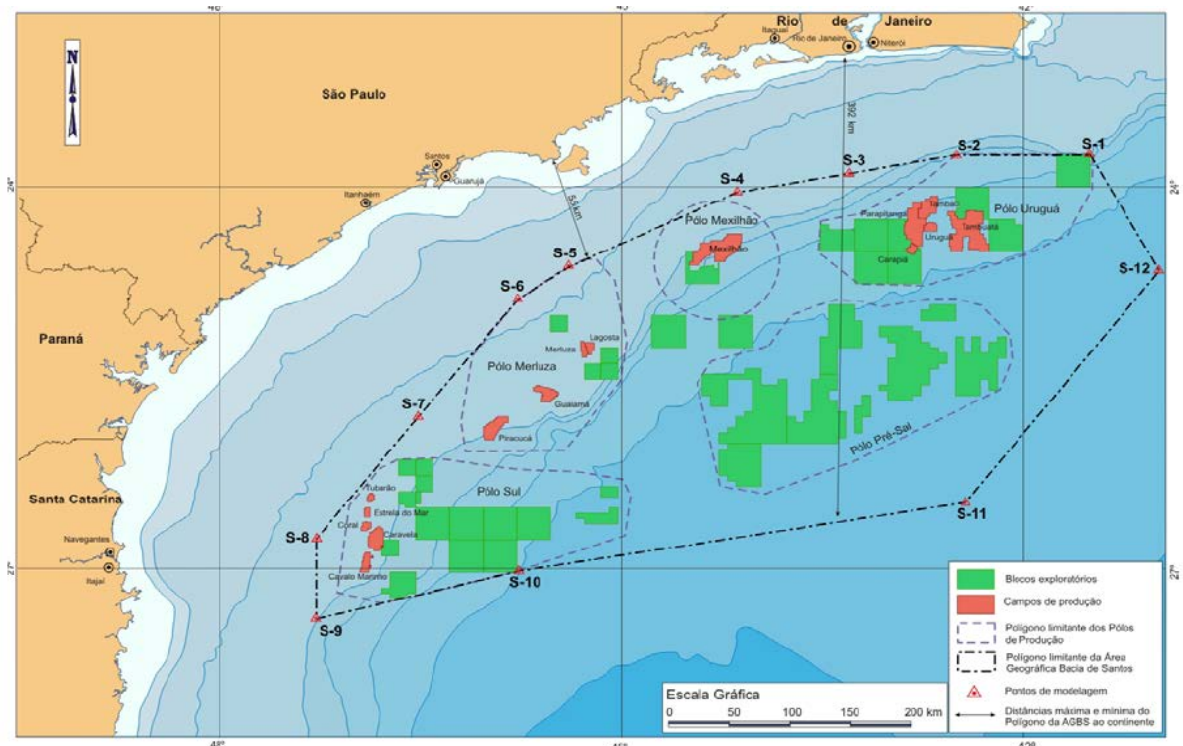 Rio de Janeiro
Itaguaí
Rio de Janeiro
Niterói
N
São Paulo
392 km
Santos
Guarujá
Itanhaém
55km
S-1
S-2
S-3
S-4
24°
24°
Pólo Mexilhão
Mexilhão
Parapitanga
Tambaú
Pólo Uruguá
Uruguá
Tambuatá
Carapiá
S-5
S-12
S-6
Paraná
Lagosta
Merluza
Pólo Merluza
Guaiamá
S-7
Piracucá
Pólo Pré-Sal
Pólo Sul
Tubarão
Santa Catarina
Estrela do Mar
Coral
S-11
S-8
Caravela
Navegantes
Itajaí
Cavalo Marinho
S-10
27°
27°
S-9
Blocos exploratórios
Campos de produção
Polígono limitante dos Pólos
de Produção
Polígono limitante da Área
Geográfica Bacia de Santos
Pontos de modelagem
Distâncias máxima e mínima do
Polígono da AGBS ao continente
Escala Gráfica
0 50 100 150 200 km